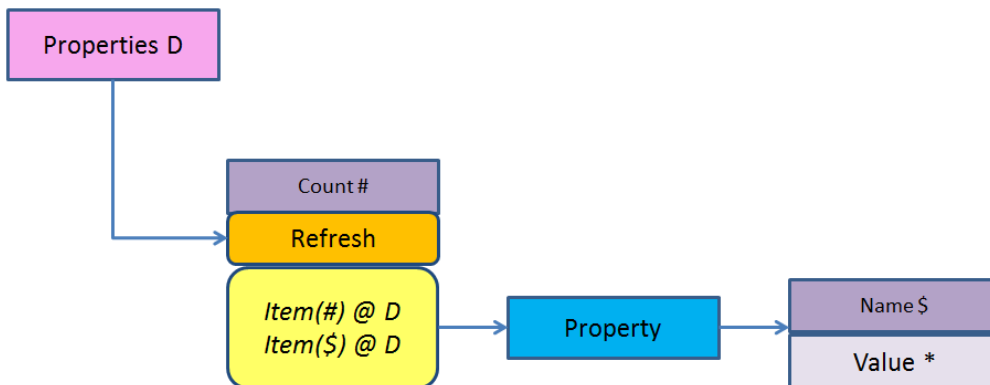 Properties D
Count #
Refresh
Item(#) @ D
Item($) @ D
Property
Name $
Value *